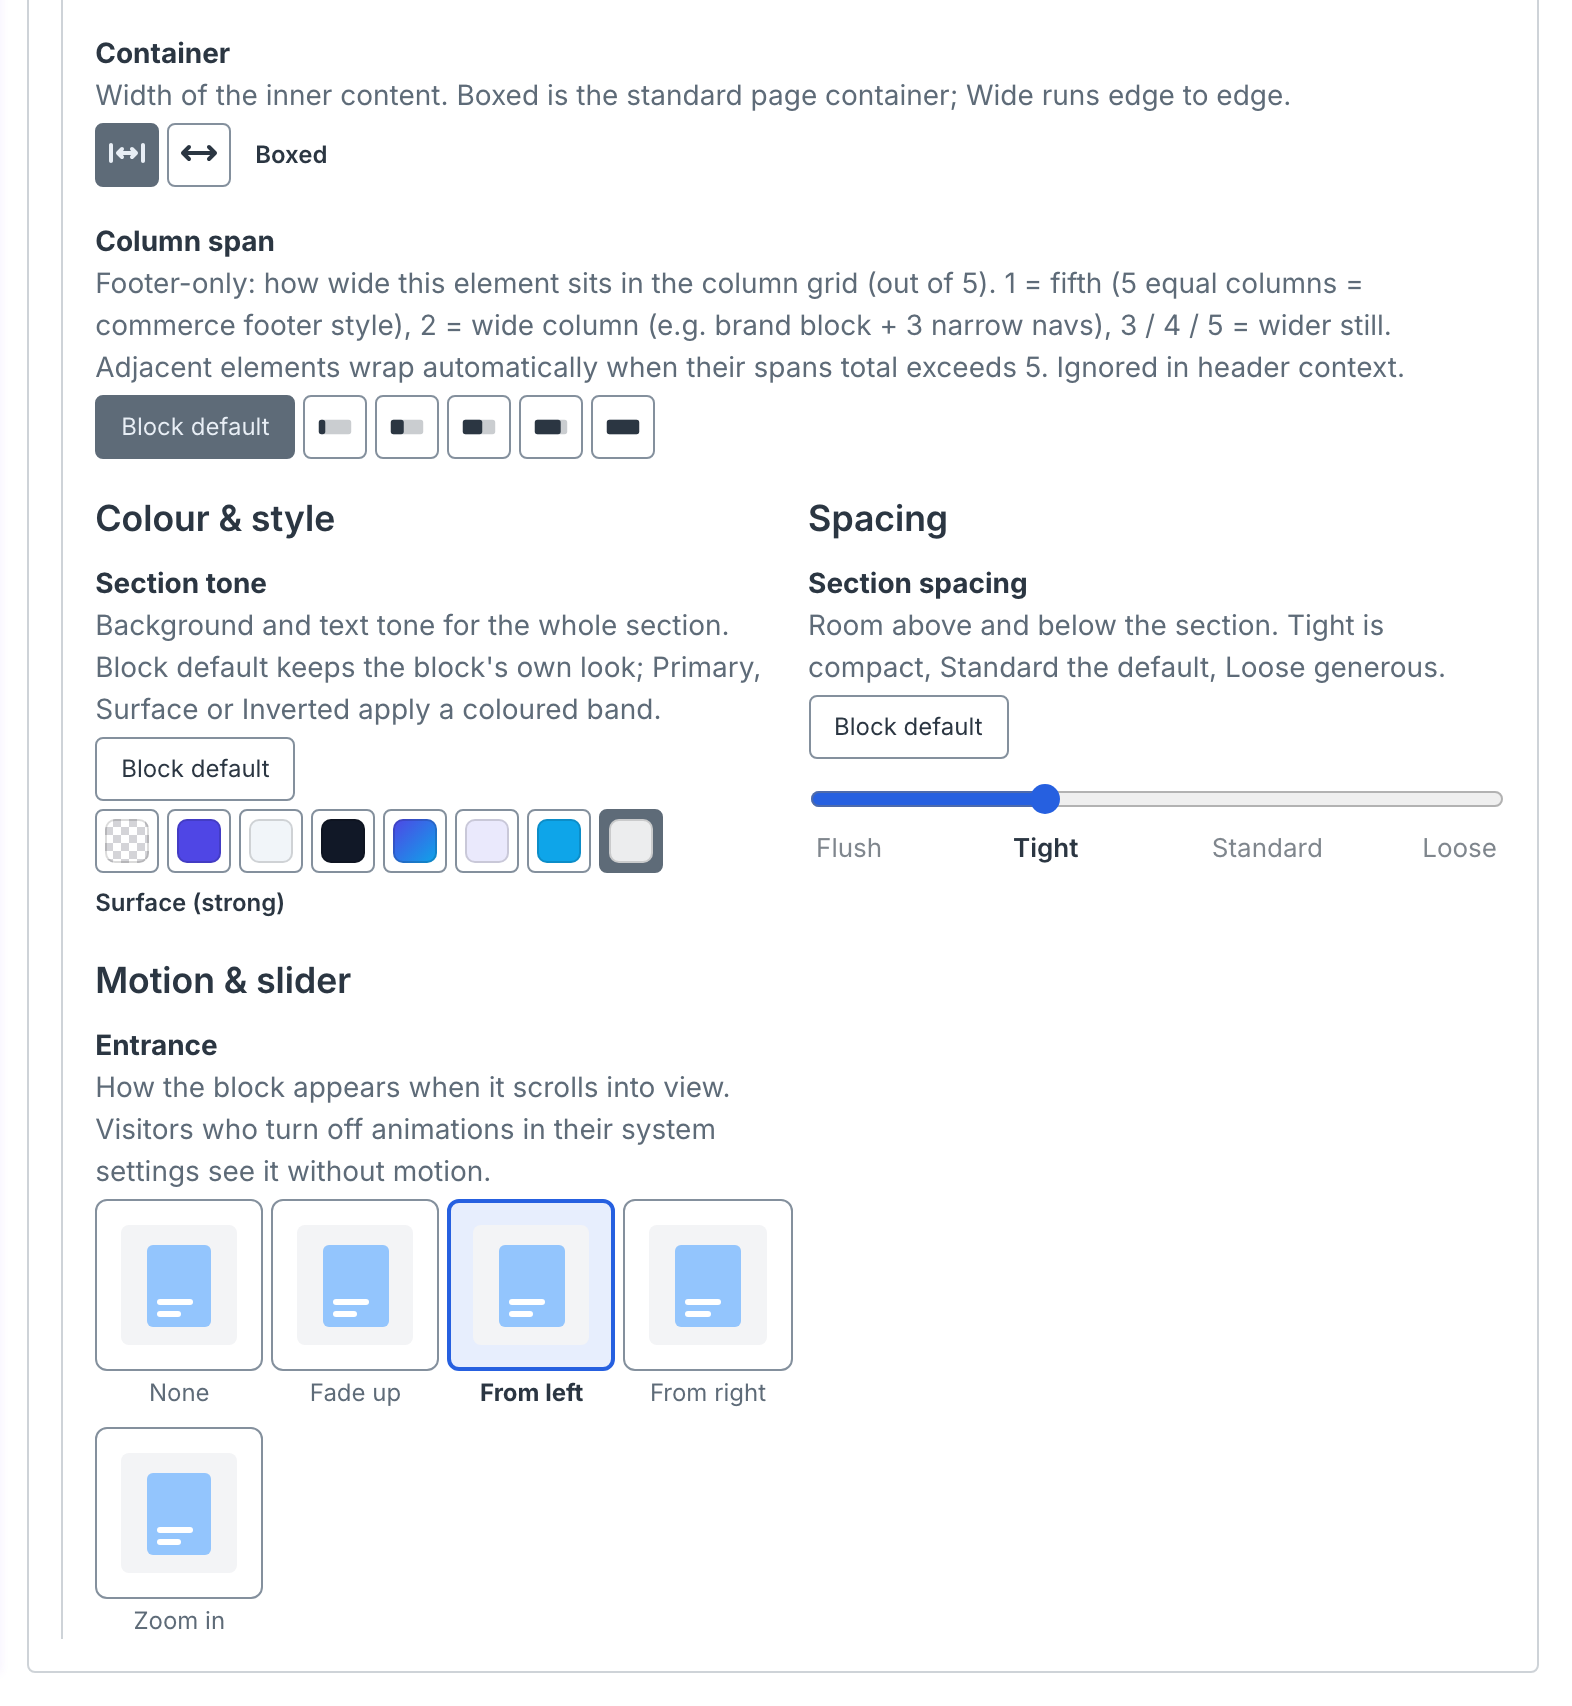 Container
Width of the inner content. Boxed is the standard page container; Wide runs edge to edge.
Boxed
Column span
Footer-only: how wide this element sits in the column grid (out of 5). 1 = fifth (5 equal columns =
commerce footer style), 2 = wide column (e.g. brand block + 3 narrow navs), 3 / 4 / 5 = wider still.
Adjacent elements wrap automatically when their spans total exceeds 5. Ignored in header context.
Block default
Colour & style
Section tone
Background and text tone for the whole section.
Block default keeps the block's own look; Primary,
Surface or Inverted apply a coloured band.
Block default
Surface (strong)
Spacing
Section spacing
Room above and below the section. Tight is
compact, Standard the default, Loose generous.
Block default
Flush Tight Standard Loose
Motion & slider
Entrance
How the block appears when it scrolls into view.
Visitors who turn off animations in their system
settings see it without motion.
None Fade up From left From right
Zoom in